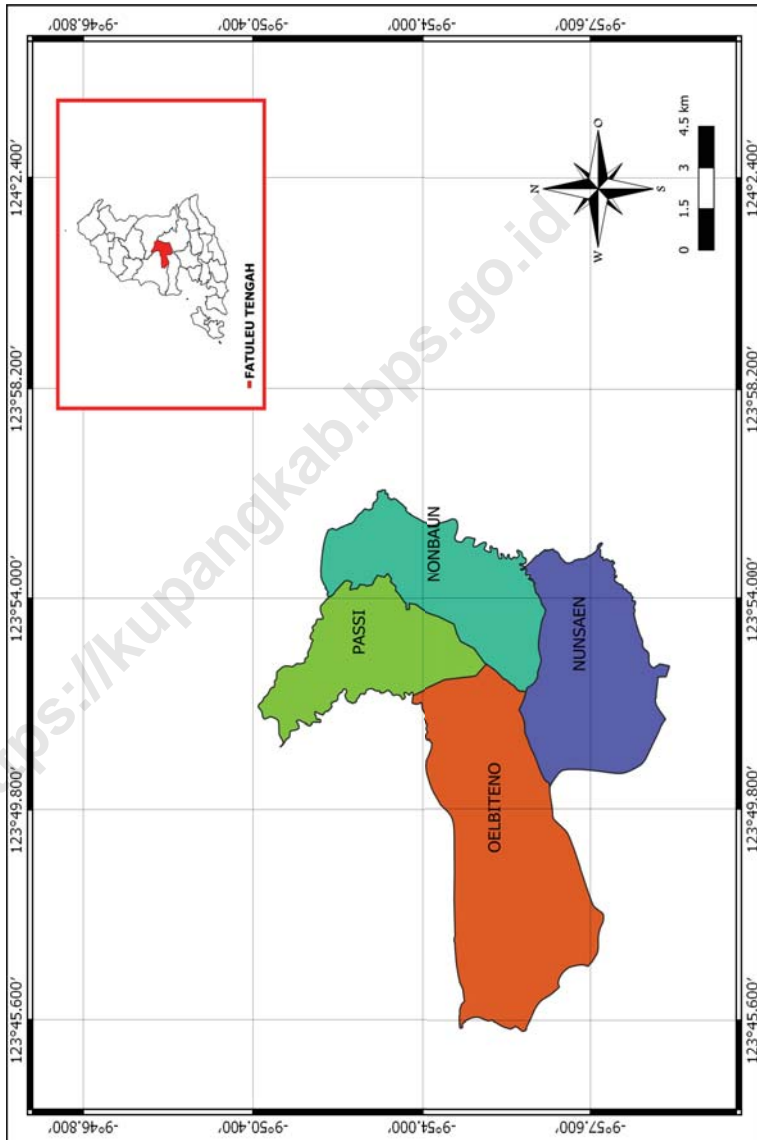 123°45.600′ 123°49.800′ 123°54.000′ 123°58.200′ 124°2.400′
-9°46.800′ -9°46.800′
FATULEU TENGAH
-9°50.400′ -9°50.400′
PASSI
-9°54.000′ -9°54.000′
NONBAUN
OELBITENO
NUNSAEN
N
W O
S
-9°57.600′ -9°57.600′
0 1.5 3 4.5 km
123°45.600′ 123°49.800′ 123°54.000′ 123°58.200′ 124°2.400′
ps://kupangkab.bps.go.id